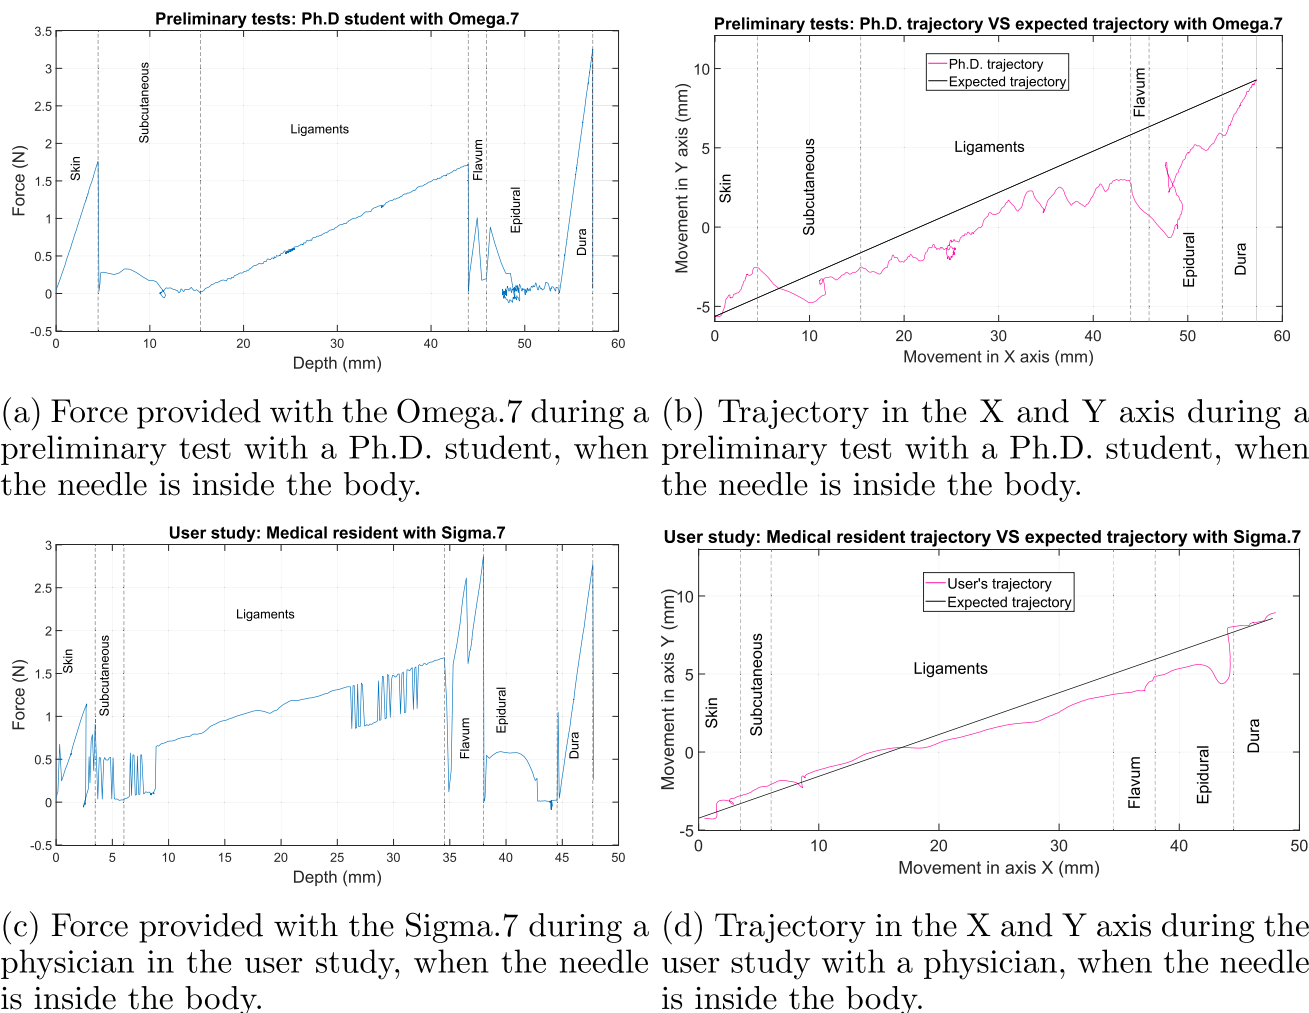 Preliminary tests: Ph.D student with Omega.7
3.5
3
2.5
2
1.5
1
0.5
0
-0.5
Force (N)
Skin
Subcutaneous
Ligaments
Flavum
Epidural
Dura
0 10 20 30 40 50 60
Depth (mm)
Preliminary tests: Ph.D. trajectory VS expected trajectory with Omega.7
10
5
0
-5
Movement in Y axis (mm)
Ph.D. trajectory
Expected trajectory
Skin
Subcutaneous
Ligaments
Flavum
Epidural
Dura
0 10 20 30 40 50 60
Movement in X axis (mm)
(a) Force provided with the Omega.7 during a
preliminary test with a Ph.D. student, when
the needle is inside the body.
(b) Trajectory in the X and Y axis during a
preliminary test with a Ph.D. student, when
the needle is inside the body.
User study: Medical resident with Sigma.7
3
2.5
2
1.5
1
0.5
0
-0.5
Force (N)
Skin
Subcutaneous
Ligaments
Flavum
Epidural
Dura
0 5 10 15 20 25 30 35 40 45 50
Depth (mm)
User study: Medical resident trajectory VS expected trajectory with Sigma.7
10
5
0
-5
Movement in axis Y (mm)
User's trajectory
Expected trajectory
Skin
Subcutaneous
Ligaments
Flavum
Epidural
Dura
0 10 20 30 40 50
Movement in axis X (mm)
(c) Force provided with the Sigma.7 during a
physician in the user study, when the needle
is inside the body.
(d) Trajectory in the X and Y axis during the
user study with a physician, when the needle
is inside the body.